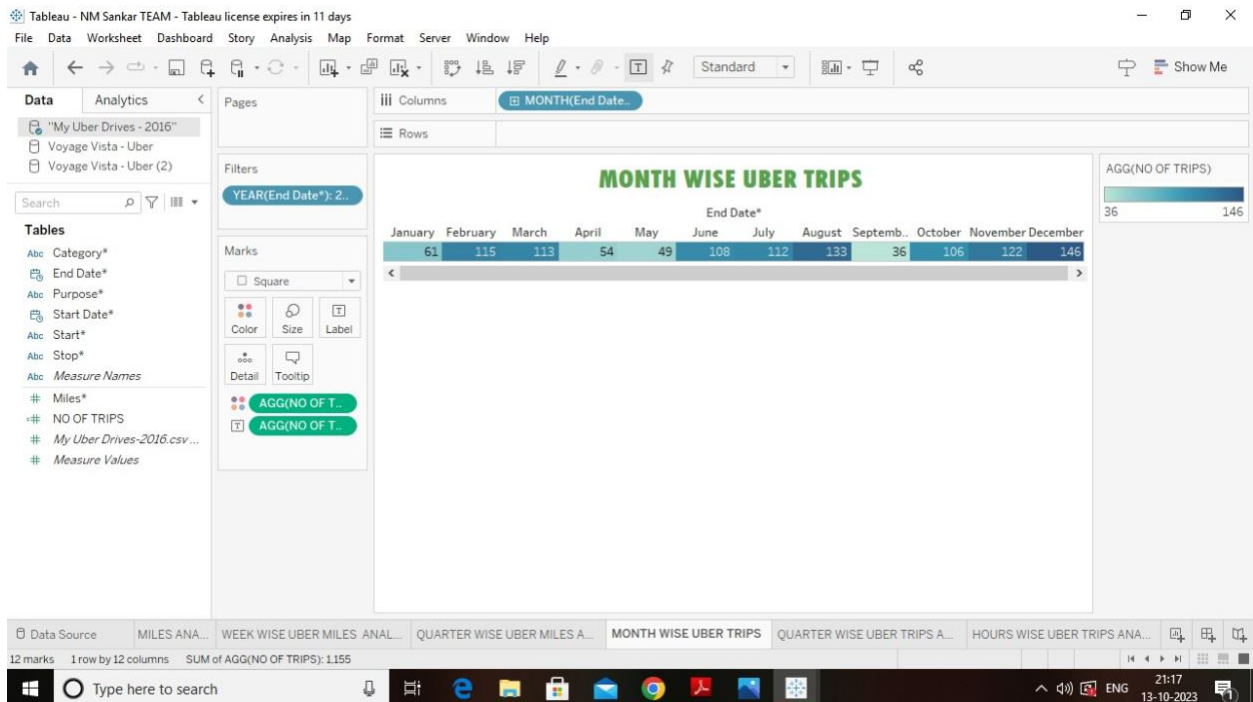 Tableau - NM Sankar TEAM - Tableau license expires in 11 days
File Data Worksheet Dashboard Story Analysis Map Format Server Window Help
Standard
Show Me
Data
Analytics
"My Uber Drives - 2016"
Voyage Vista - Uber
Voyage Vista - Uber (2)
Search
Tables
Abc Category*
End Date*
Abc Purpose*
Start Date*
Abc Start*
Abc Stop*
Abc Measure Names
# Miles*
=# NO OF TRIPS
# My Uber Drives-2016.csv ...
# Measure Values
Pages
Filters
YEAR(End Date*): 2..
Marks
Square
Color Size Label
Detail Tooltip
AGG(NO OF T..
AGG(NO OF T..
Columns
MONTH(End Date..
Rows
MONTH WISE UBER TRIPS
End Date*
January February March April May June July August Septemb.. October November December
61 115 113 54 49 108 112 133 36 106 122 146
AGG(NO OF TRIPS)
36 146
Data Source MILES ANA... WEEK WISE UBER MILES ANAL... QUARTER WISE UBER MILES A... MONTH WISE UBER TRIPS QUARTER WISE UBER TRIPS A... HOURS WISE UBER TRIPS ANA...
12 marks 1 row by 12 columns SUM of AGG(NO OF TRIPS): 1,155
Type here to search
ENG
21:17
13-10-2023
1